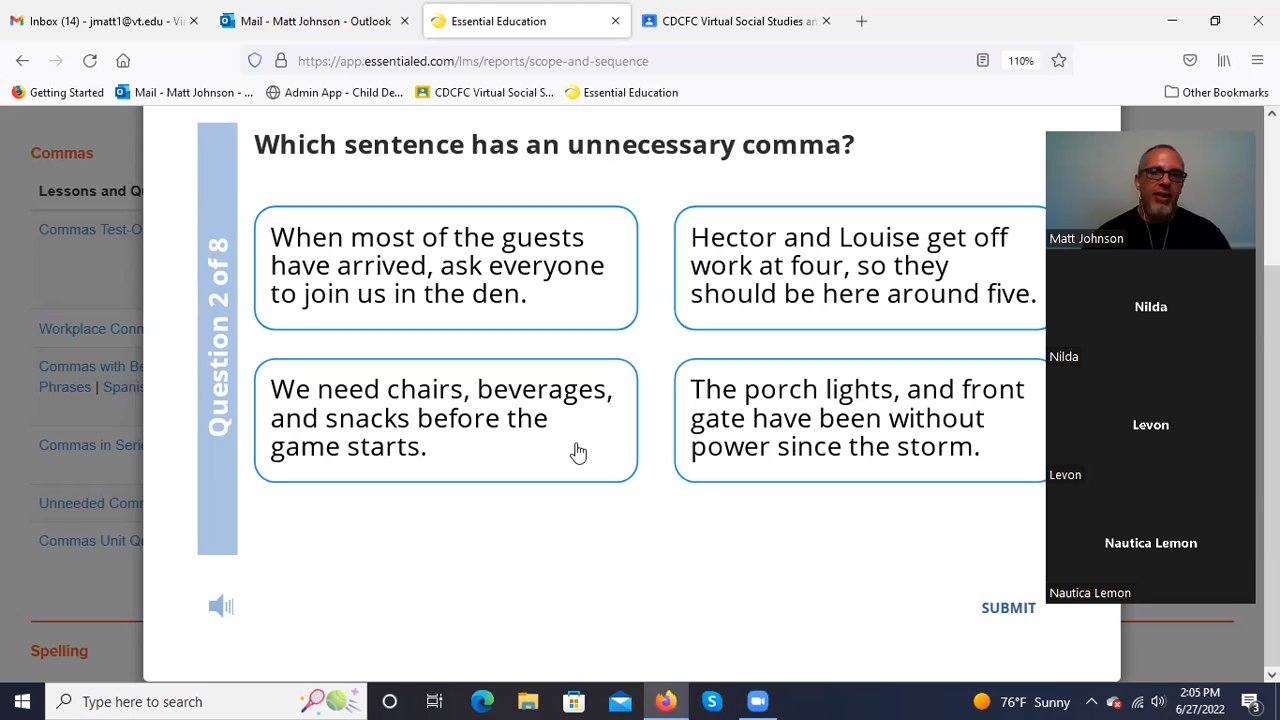 Inbox (14) - jmatt1@vt.edu - Vi
Mail - Matt Johnson - Outlook
Essential Education
CDCFC Virtual Social Studies an
https://app.essentialed.com/lms/reports/scope-and-sequence
110%
Getting Started
Mail - Matt Johnson - ...
Admin App - Child De...
CDCFC Virtual Social S...
Essential Education
Other Bookmarks
Commas
Lessons and Qu
Commas Test-O
Workplace Conn
Commas with Be
Phrases | Spanis
Commas in Serie
Unneeded Comm
Commas Unit Qu
Spelling
Question 2 of 8
Which sentence has an unnecessary comma?
When most of the guests
have arrived, ask everyone
to join us in the den.
Hector and Louise get off
work at four, so they
should be here around five.
We need chairs, beverages,
and snacks before the
game starts.
The porch lights, and front
gate have been without
power since the storm.
SUBMIT
Matt Johnson
Nilda
Nilda
Levon
Levon
Nautica Lemon
Nautica Lemon
Type here to search
76°F Sunny
2:05 PM
6/27/2022
3